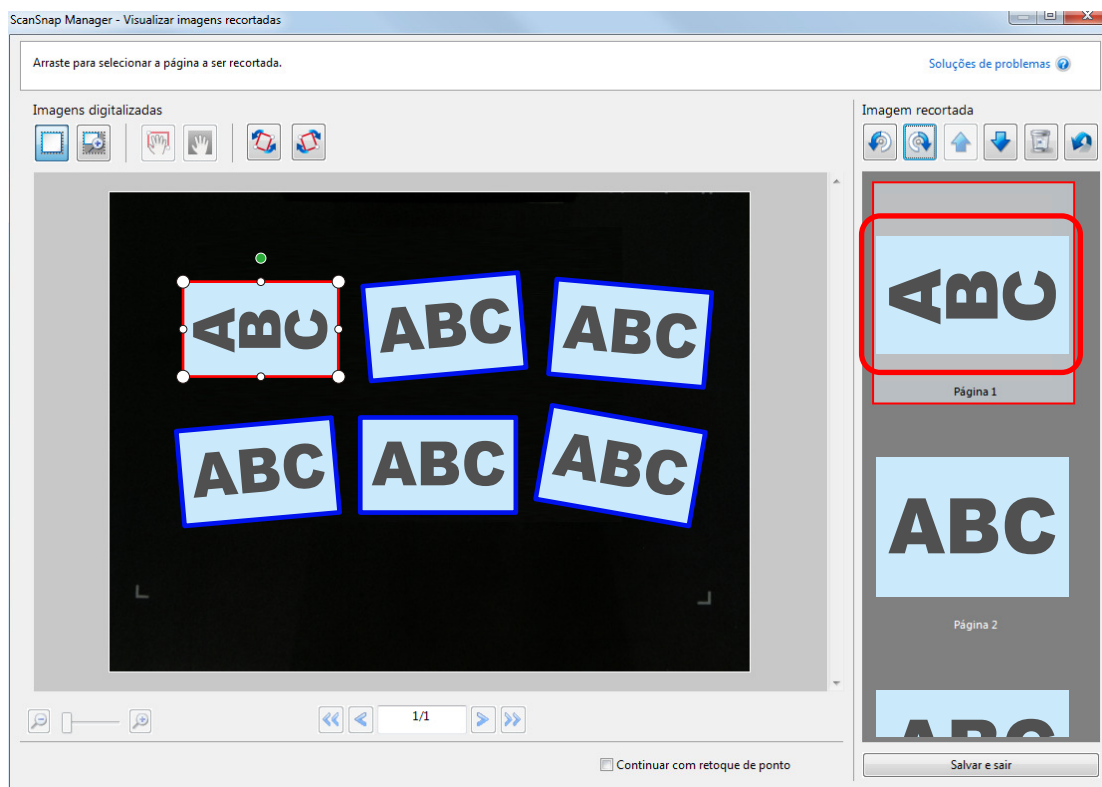 ScanSnap Manager - Visualizar imagens recortadas
Arraste para selecionar a página a ser recortada.
Soluções de problemas
Imagens digitalizadas
Imagem recortada
ABC
ABC
ABC
ABC
ABC
ABC
ABC
Página 1
ABC
Página 2
ABC
1/1
Continuar com retoque de ponto
Salvar e sair